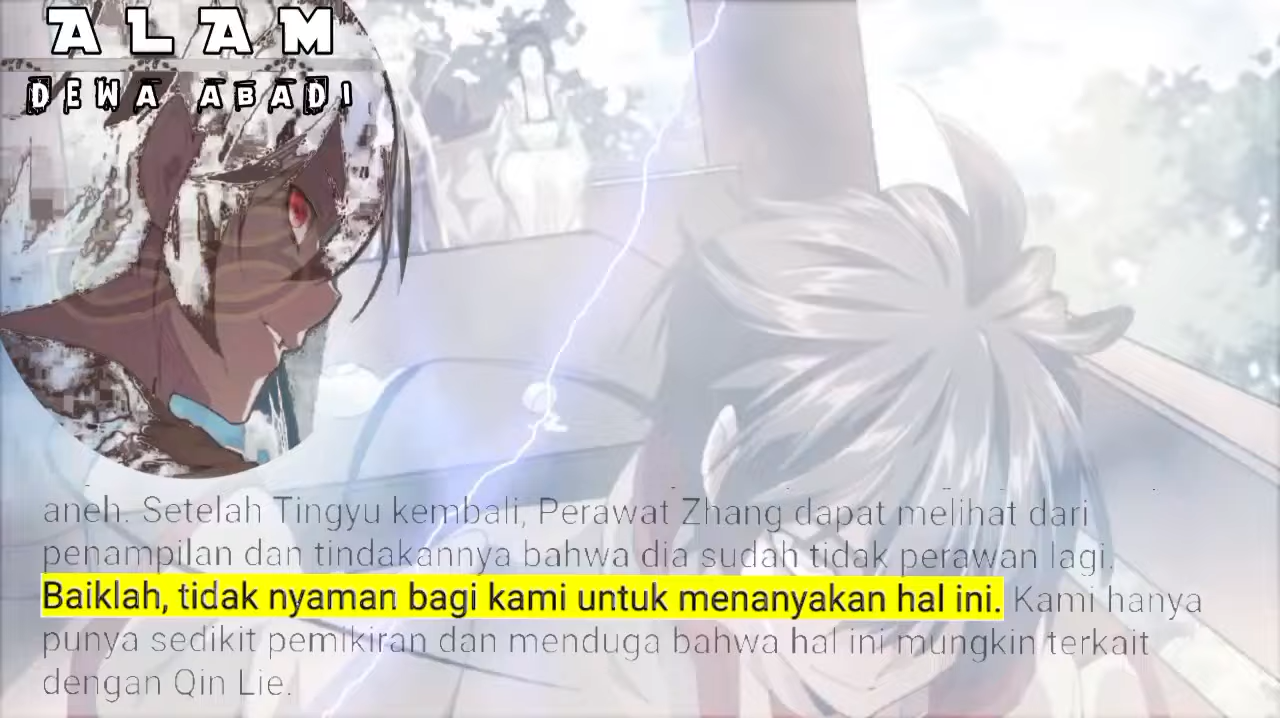 ALAM
DEWA ABADI
aneh. Setelah Tingyu kembali, Perawat Zhang dapat melihat dari
penampilan dan tindakannya bahwa dia sudah tidak perawan lagi.
Baiklah, tidak nyaman bagi kami untuk menanyakan hal ini. Kami hanya
punya sedikit pemikiran dan menduga bahwa hal ini mungkin terkait
dengan Qin Lie.